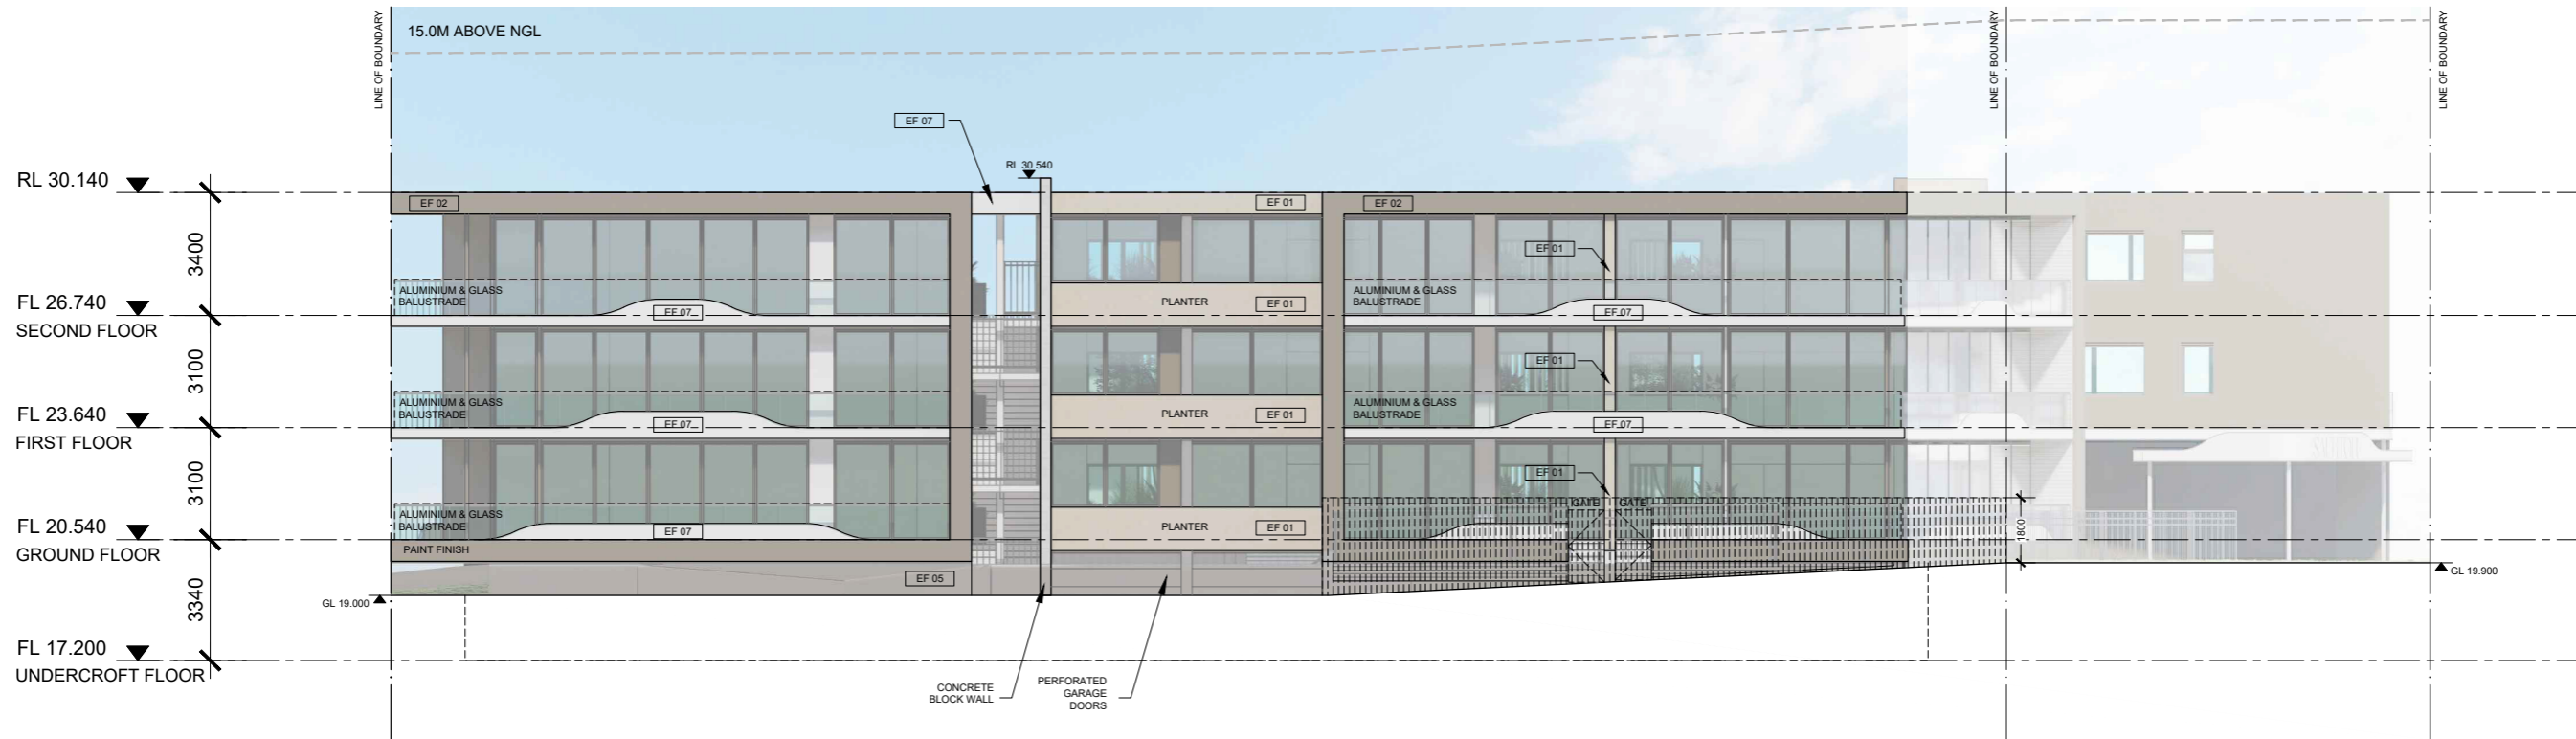 LINE OF BOUNDARY
15.0M ABOVE NGL
LINE OF BOUNDARY
LINE OF BOUNDARY
EF 07
RL 30.540
RL 30.140
EF 02
EF 01
EF 02
3400
EF 01
ALUMINIUM & GLASS
BALUSTRADE
PLANTER
EF 01
ALUMINIUM & GLASS
BALUSTRADE
FL 26.740
SECOND FLOOR
EF 07
EF 07
3100
EF 01
ALUMINIUM & GLASS
BALUSTRADE
PLANTER
EF 01
ALUMINIUM & GLASS
BALUSTRADE
FL 23.640
FIRST FLOOR
EF 07
EF 07
3100
EF 01
GATE
GATE
ALUMINIUM & GLASS
BALUSTRADE
PLANTER
EF 01
FL 20.540
GROUND FLOOR
EF 07
1800
PAINT FINISH
EF 05
GL 19.900
GL 19.000
3340
FL 17.200
UNDERCROFT FLOOR
CONCRETE
BLOCK WALL
PERFORATED
GARAGE
DOORS